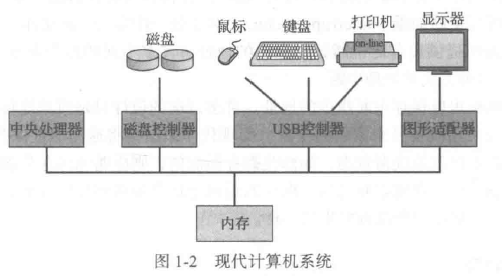 鼠标 键盘 打印机 显示器
磁盘
on-line
中央处理器 磁盘控制器 USB控制器 图形适配器
内存
图 1-2 现代计算机系统